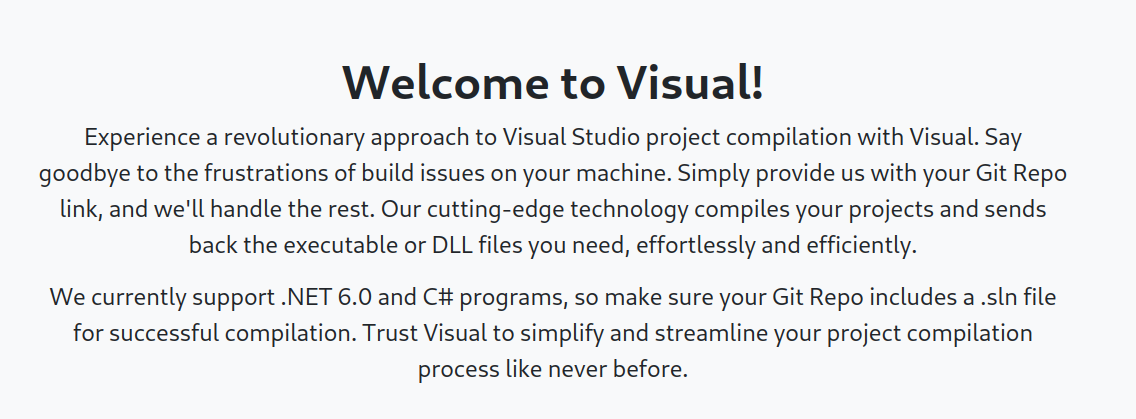 Welcome to Visual!
Experience a revolutionary approach to Visual Studio project compilation with Visual. Say
goodbye to the frustrations of build issues on your machine. Simply provide us with your Git Repo
link, and we'll handle the rest. Our cutting-edge technology compiles your projects and sends
back the executable or DLL files you need, effortlessly and efficiently.
We currently support .NET 6.0 and C# programs, so make sure your Git Repo includes a .sln file
for successful compilation. Trust Visual to simplify and streamline your project compilation
process like never before.